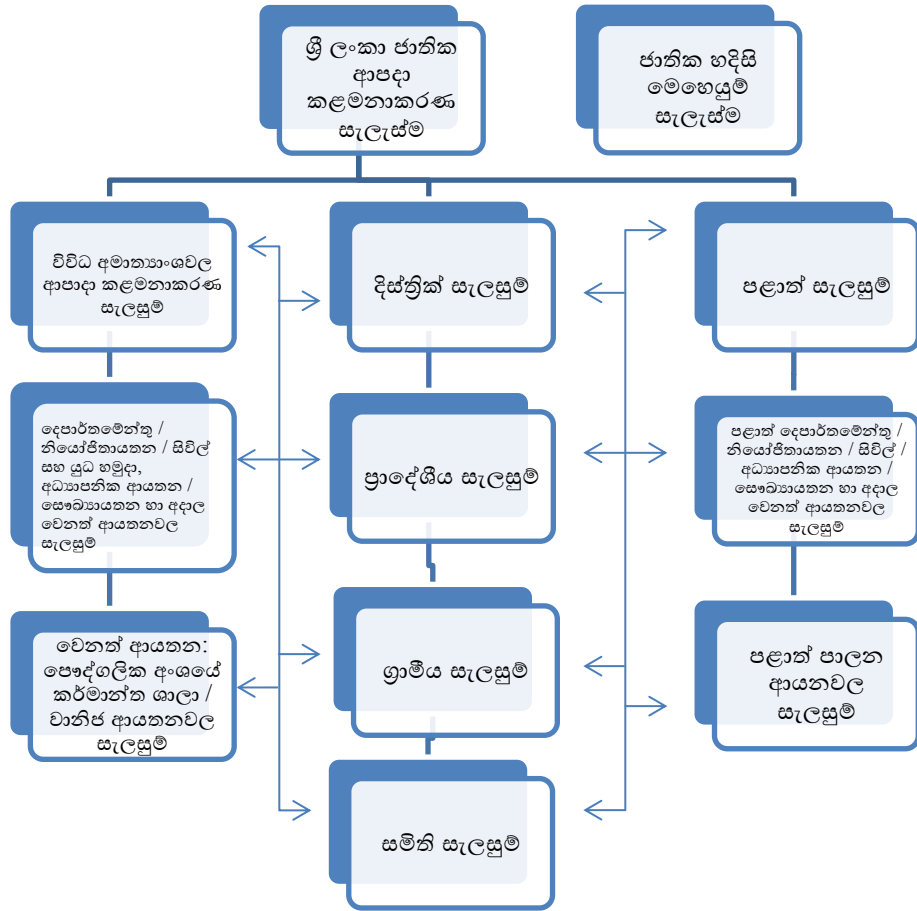 ශ්‍රී ලංකා ජාතික
ආපදා
කළමනාකරණ
සැලැස්ම
ජාතික හදිසි
මෙහෙයුම්
සැලැස්ම
විවිධ අමාත්‍යාංශවල
ආපාදා කළමනාකරණ
සැලසුම්
දිස්ත්‍රික් සැලසුම්
පළාත් සැලසුම්
දෙපාර්තමේන්තු /
නියෝජිතායතන / සිවිල්
සහ යුධ හමුදා,
අධ්‍යාපනික ආයතන /
සෞඛ්‍යායතන හා අදාල
වෙනත් ආයතනවල
සැලසුම්
ප්‍රාදේශීය සැලසුම්
පළාත් දෙපාර්තමේන්තු /
නියෝජිතායතන / සිවිල් /
අධ්‍යාපනික ආයතන /
සෞඛ්‍යායතන හා අදාල
වෙනත් ආයතනවල
සැලසුම්
වෙනත් ආයතන:
පෞද්ගලික අංශයේ
කර්මාන්ත ශාලා /
වානිජ ආයතනවල
සැලසුම්
ග්‍රාමීය සැලසුම්
පළාත් පාලන
ආයනවල
සැලසුම්
සමිති සැලසුම්